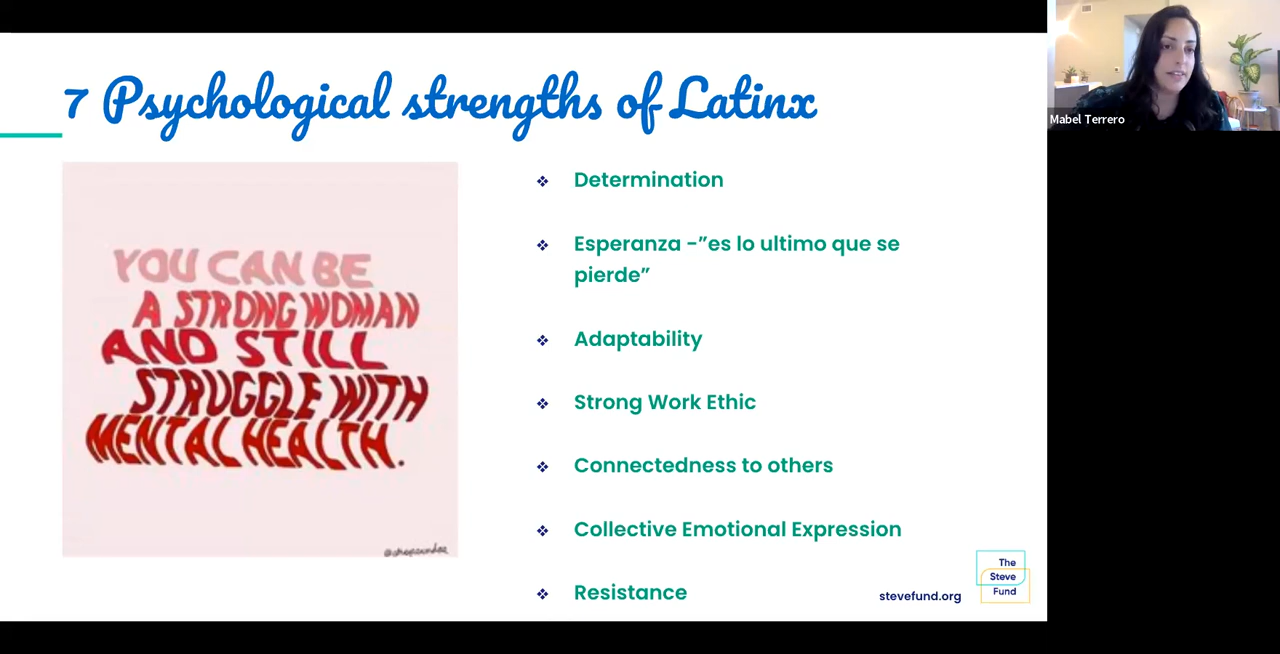 7 Psychological strengths of Latinx
YOU CAN BE
A STRONG WOMAN
AND STILL
STRUGGLE WITH
MENTAL HEALTH.
❖ Determination
❖ Esperanza -”es lo ultimo que se
pierde”
❖ Adaptability
❖ Strong Work Ethic
❖ Connectedness to others
❖ Collective Emotional Expression
❖ Resistance
stevefund.org
The
Steve
Fund
Mabel Terrero